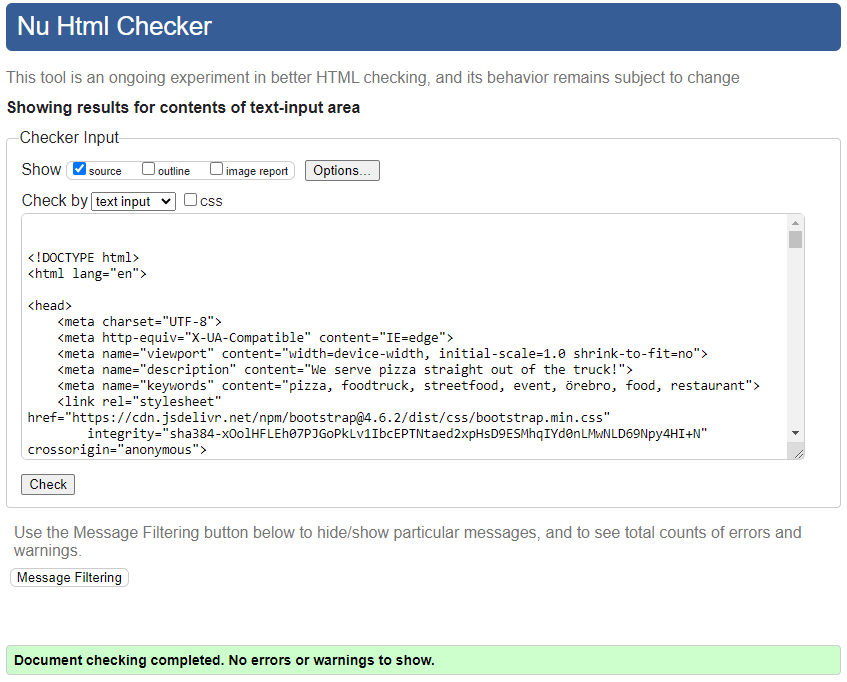 Nu Html Checker
This tool is an ongoing experiment in better HTML checking, and its behavior remains subject to change
Showing results for contents of text-input area
Checker Input
Show source outline image report Options...
Check by text input css
<!DOCTYPE html>
<html lang="en">
<head>
<meta charset="UTF-8">
<meta http-equiv="X-UA-Compatible" content="IE=edge">
<meta name="viewport" content="width=device-width, initial-scale=1.0 shrink-to-fit=no">
<meta name="description" content="We serve pizza straight out of the truck!">
<meta name="keywords" content="pizza, foodtruck, streetfood, event, örebro, food, restaurant">
<link rel="stylesheet"
href="https://cdn.jsdelivr.net/npm/bootstrap@4.6.2/dist/css/bootstrap.min.css"
integrity="sha384-xOolHFLEh07PJGoPkLv1IbcEPTNtaed2xpHsD9ESMhqIYd0nLMwNLD69Npy4HI+N"
crossorigin="anonymous">
Check
Use the Message Filtering button below to hide/show particular messages, and to see total counts of errors and
warnings.
Message Filtering
Document checking completed. No errors or warnings to show.